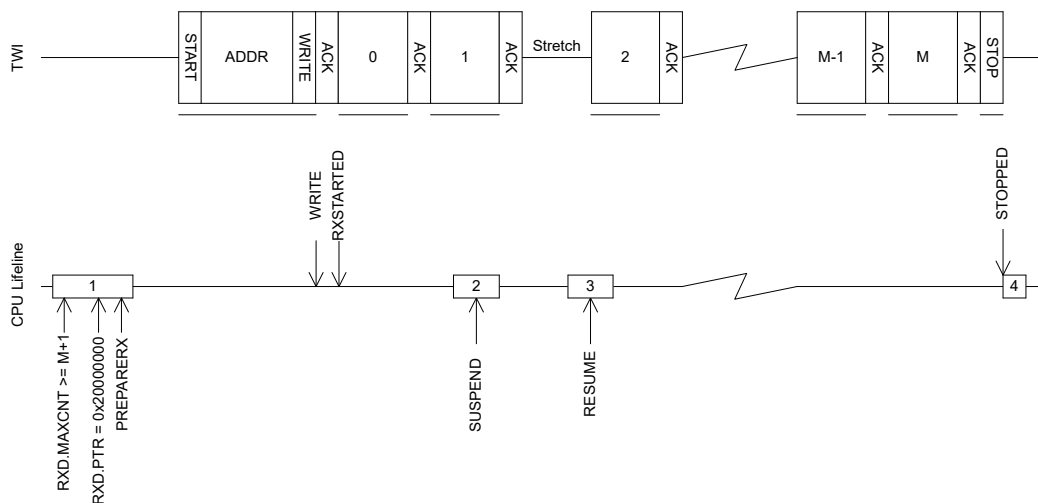 TWI
START
ADDR
WRITE
ACK
0
ACK
1
ACK
Stretch
2
ACK
M-1
ACK
M
ACK
STOP
CPU Lifeline
WRITE
RXSTARTED
STOPPED
1
2
3
4
RXD.MAXCNT >= M+1
RXD.PTR = 0x20000000
PREPARERX
SUSPEND
RESUME